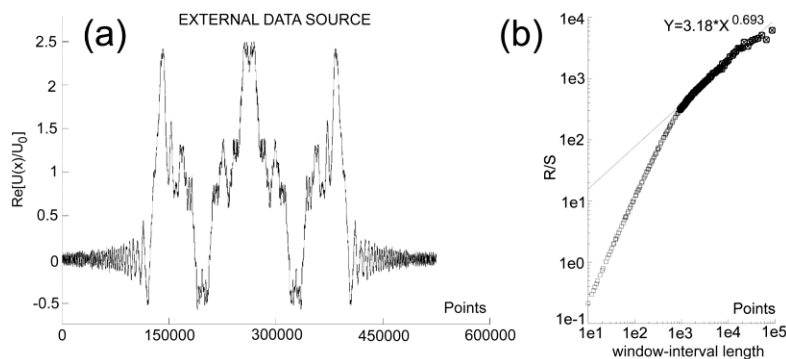 (a) EXTERNAL DATA SOURCE
Re[U(x)/U0]
2.5
2
1.5
1
0.5
0
-0.5
Points
0 150000 300000 450000 600000
(b)
Y=3.18*X^0.693
R/S
1e4
1e3
1e2
1e1
1e0
1e-1
Points
1e1 1e2 1e3 1e4 1e5
window-interval length